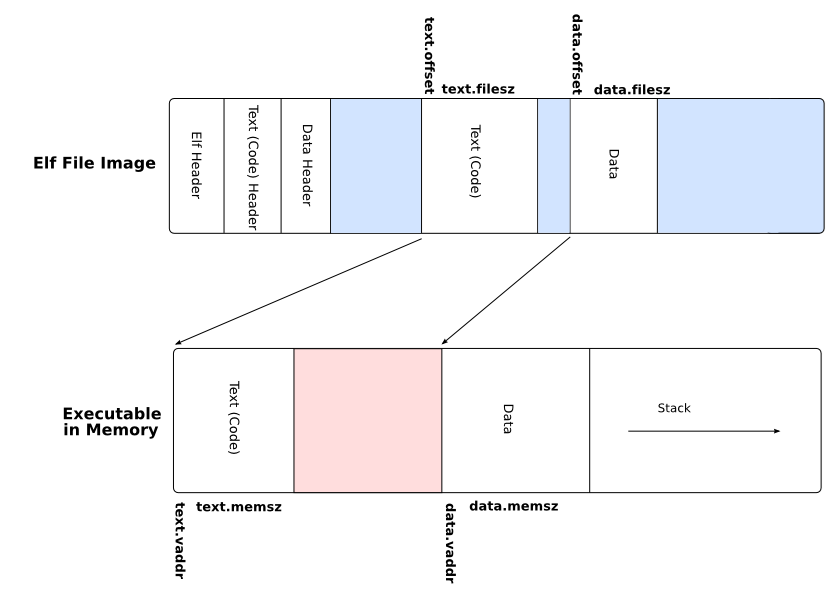 text.offset
data.offset
text.filesz
data.filesz
Elf File Image
Elf Header
Text (Code) Header
Data Header
Text (Code)
Data
Executable
in Memory
Text (Code)
Data
Stack
text.vaddr
text.memsz
data.vaddr
data.memsz